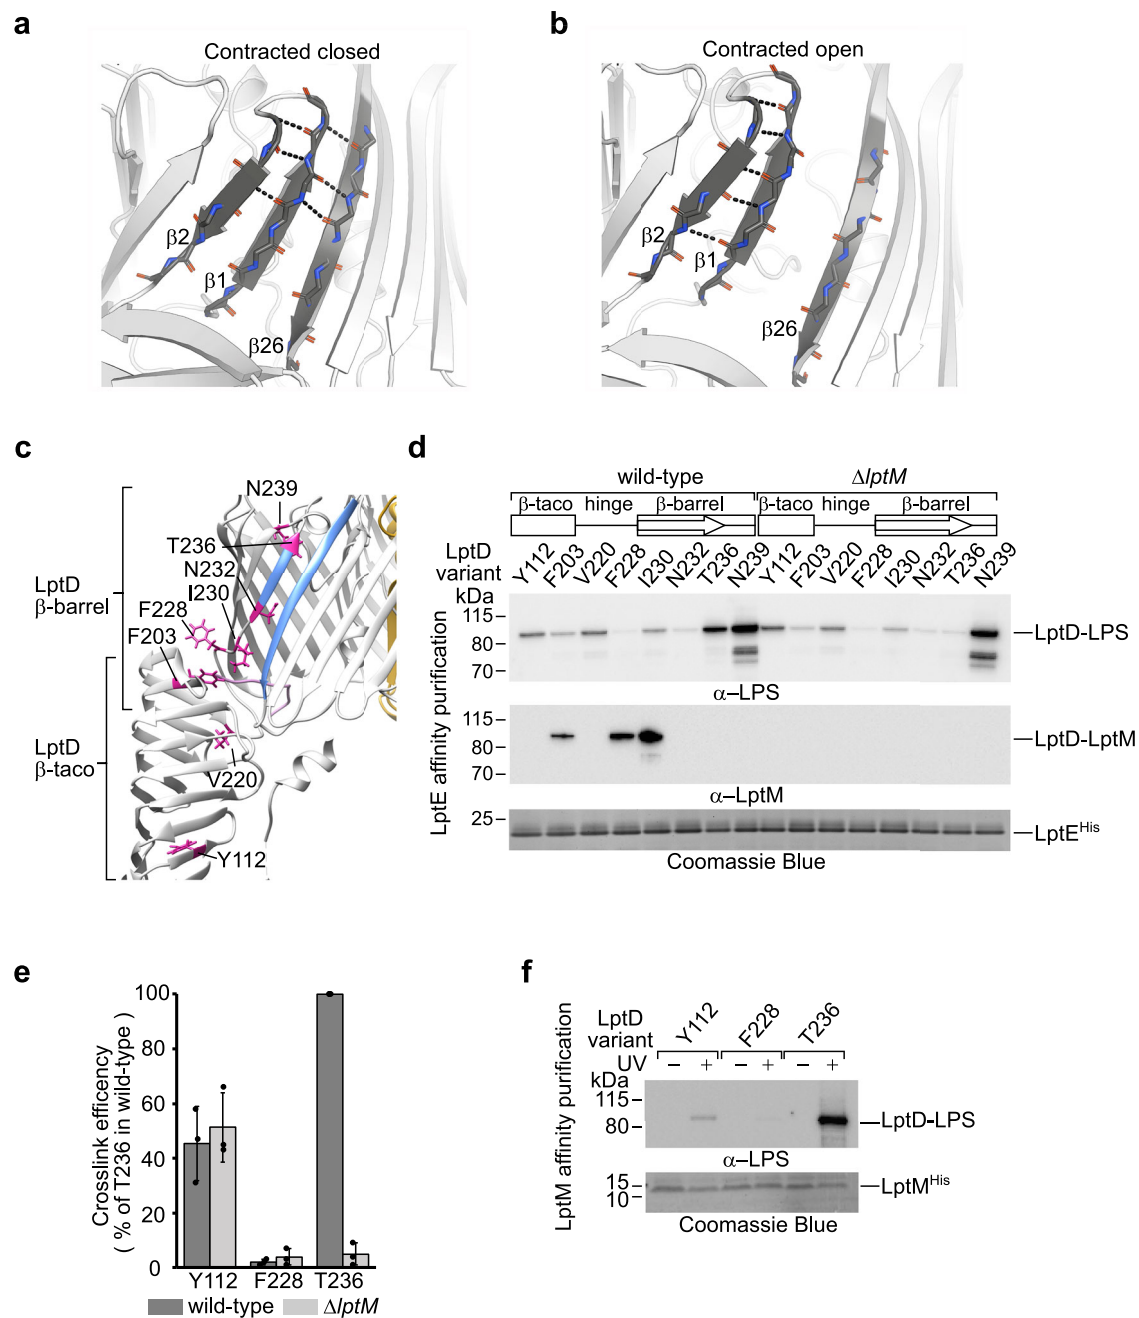 a
b
Contracted closed
Contracted open
β2
β1
β26
β2
β1
β26
c
d
N239
T236
N232
I230
F228
F203
V220
Y112
LptD
β-barrel
LptD
β-taco
wild-type
ΔlptM
β-taco hinge β-barrel β-taco hinge β-barrel
LptD
variant
Y112 F203 V220 F228 I230 N232 T236 N239 Y112 F203 V220 F228 I230 N232 T236 N239
kDa
115
80
70
LptD-LPS
α–LPS
115
80
70
LptD-LptM
α–LptM
25
LptE^His
Coomassie Blue
LptE affinity purification
e
Crosslink efficency
( % of T236 in wild-type )
100
80
60
40
20
0
Y112 F228 T236
wild-type ΔlptM
f
LptM affinity purification
LptD
variant
Y112 F228 T236
UV – + – + – +
kDa
115
80
LptD-LPS
α–LPS
15
10
LptM^His
Coomassie Blue